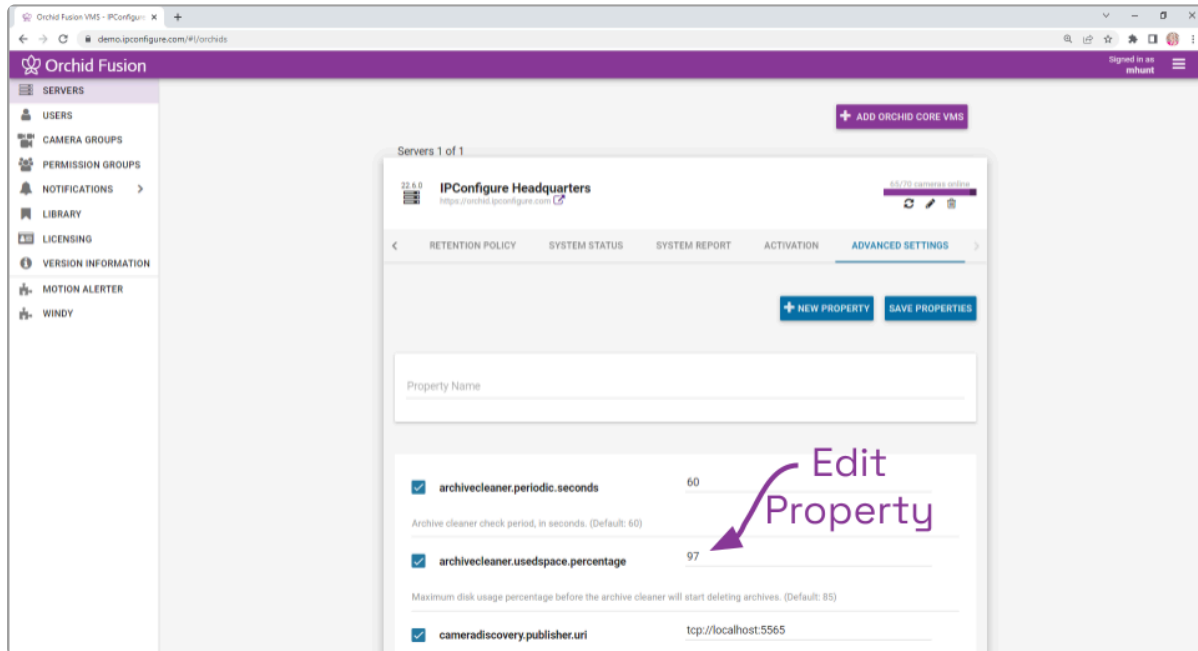 Orchid Fusion VMS - IPConfigure
demo.ipconfigure.com/#!/orchids
Orchid Fusion
Signed in as
mhunt
SERVERS
USERS
CAMERA GROUPS
PERMISSION GROUPS
NOTIFICATIONS
LIBRARY
LICENSING
VERSION INFORMATION
MOTION ALERTER
WINDY
ADD ORCHID CORE VMS
Servers 1 of 1
22.6.0
IPConfigure Headquarters
https://orchid.ipconfigure.com
65/70 cameras online
RETENTION POLICY SYSTEM STATUS SYSTEM REPORT ACTIVATION ADVANCED SETTINGS
+ NEW PROPERTY SAVE PROPERTIES
Property Name
Edit
Property
archivecleaner.periodic.seconds 60
Archive cleaner check period, in seconds. (Default: 60)
archivecleaner.usedspace.percentage 97
Maximum disk usage percentage before the archive cleaner will start deleting archives. (Default: 85)
cameradiscovery.publisher.uri tcp://localhost:5565